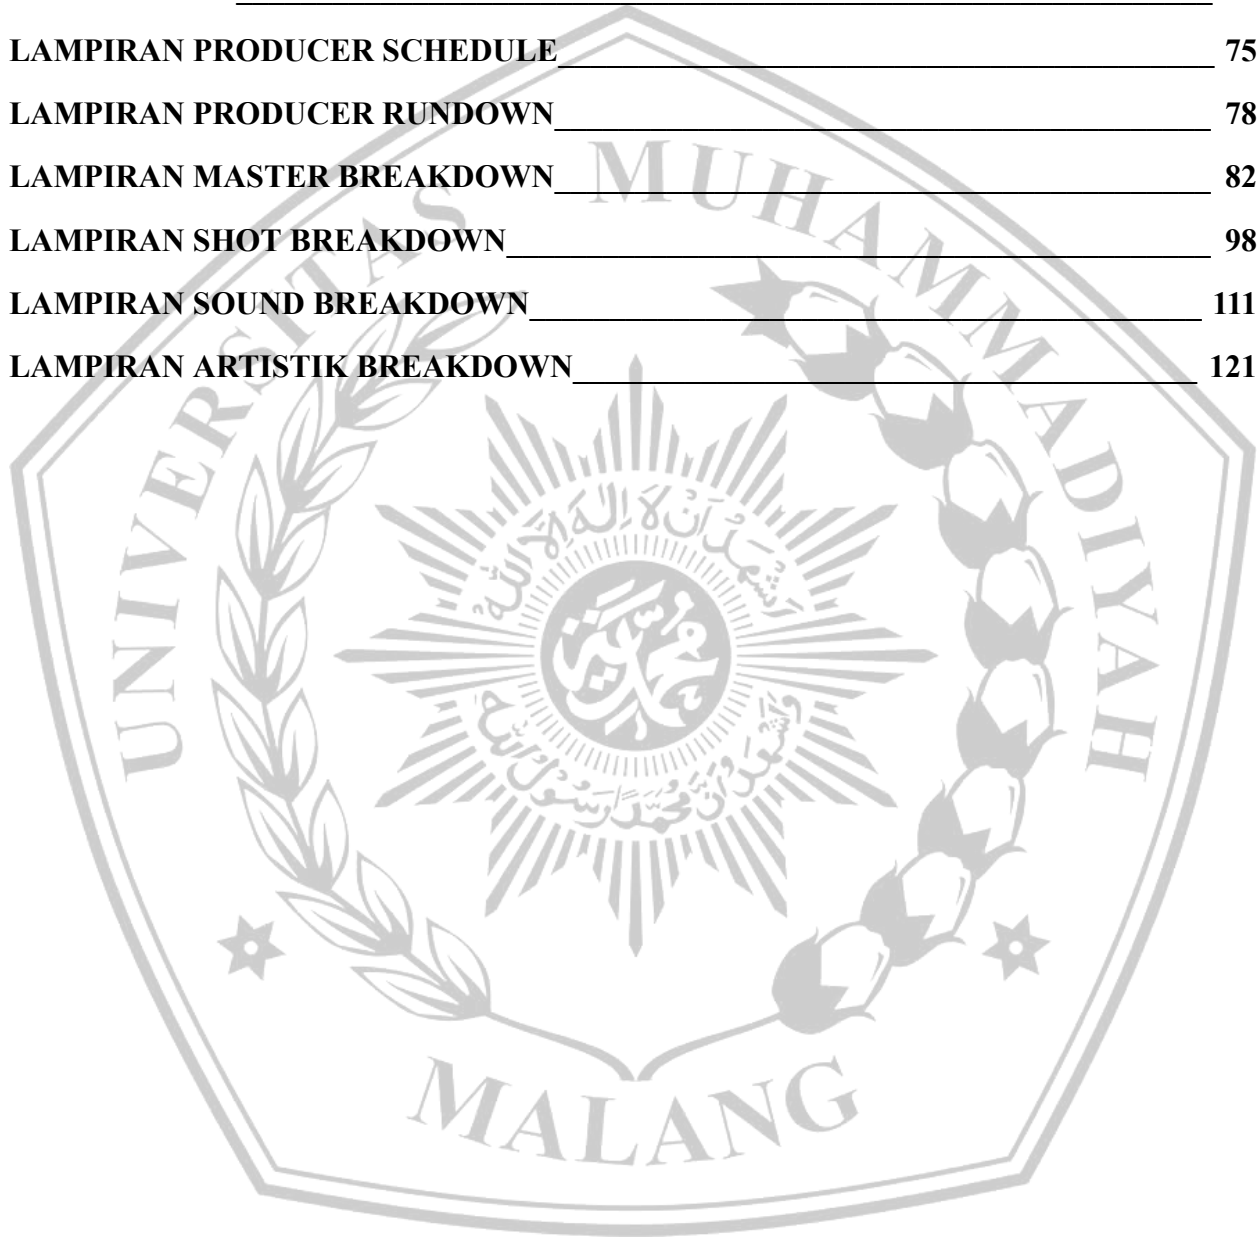 LAMPIRAN PRODUCER SCHEDULE 75
LAMPIRAN PRODUCER RUNDOWN 78
LAMPIRAN MASTER BREAKDOWN 82
LAMPIRAN SHOT BREAKDOWN 98
LAMPIRAN SOUND BREAKDOWN 111
LAMPIRAN ARTISTIK BREAKDOWN 121
UNIVERSITAS MUHAMMADIYAH
MALANG